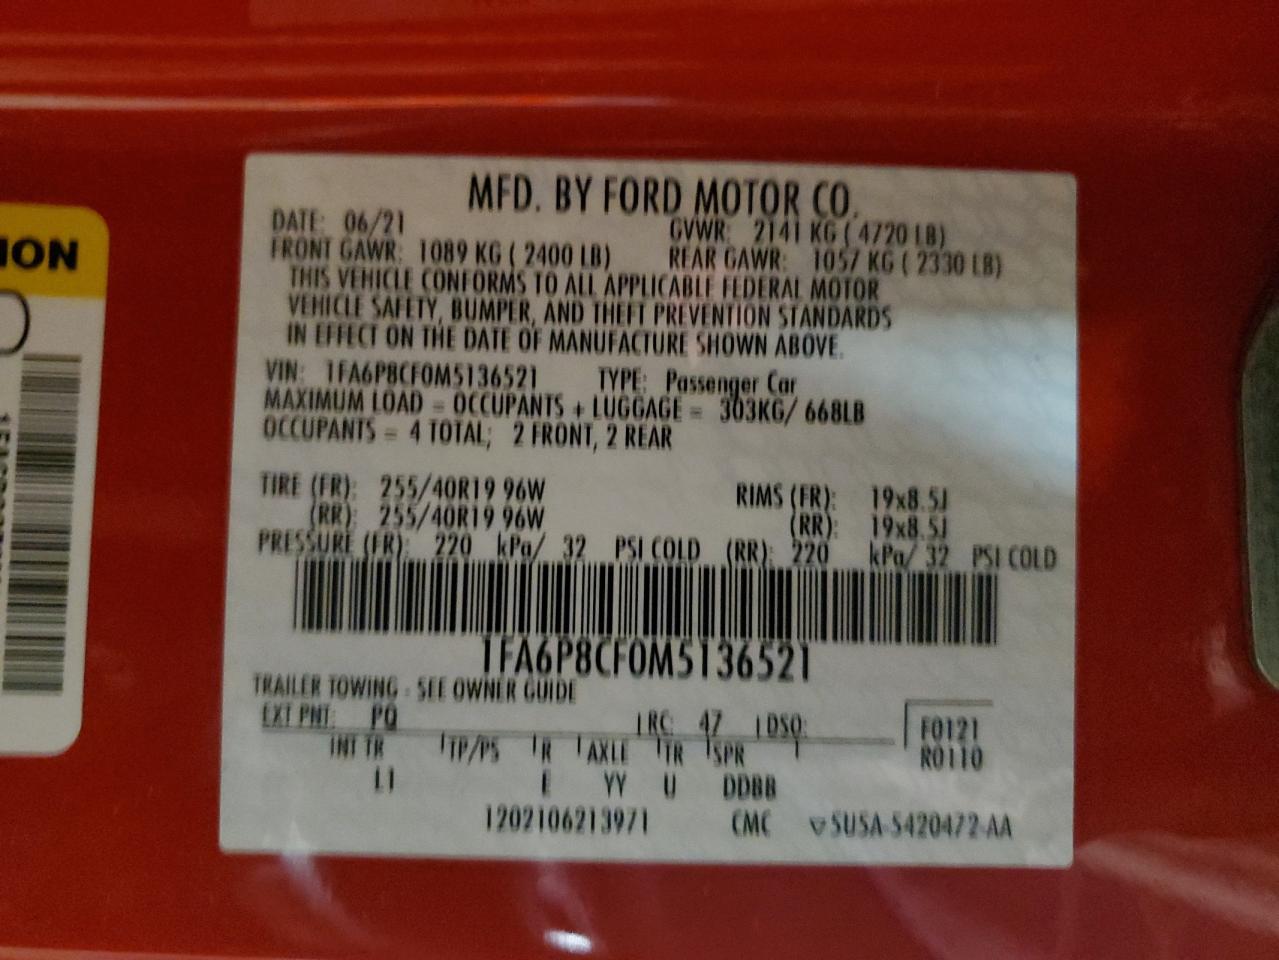 MFD. BY FORD MOTOR CO.
DATE: 06/21 GVWR: 2141 KG ( 4720 LB)
FRONT GAWR: 1089 KG ( 2400 LB) REAR GAWR: 1057 KG ( 2330 LB)
THIS VEHICLE CONFORMS TO ALL APPLICABLE FEDERAL MOTOR
VEHICLE SAFETY, BUMPER, AND THEFT PREVENTION STANDARDS
IN EFFECT ON THE DATE OF MANUFACTURE SHOWN ABOVE.
VIN: 1FA6P8CF0M5136521 TYPE: Passenger Car
MAXIMUM LOAD = OCCUPANTS + LUGGAGE = 303KG/ 668LB
OCCUPANTS = 4 TOTAL; 2 FRONT, 2 REAR
TIRE (FR): 255/40R19 96W RIMS (FR): 19x8.5J
(RR): 255/40R19 96W (RR): 19x8.5J
PRESSURE (FR): 220 kPa/ 32 PSI COLD (RR): 220 kPa/ 32 PSI COLD
1FA6P8CF0M5136521
TRAILER TOWING - SEE OWNER GUIDE
EXT PNT: PQ RC: 47 DSO: F0121
INT TR TP/PS R AXLE TR SPR R0110
LI E YY U DDBB
1202106213971 CMC ▽5U5A-5420472-AA
ION